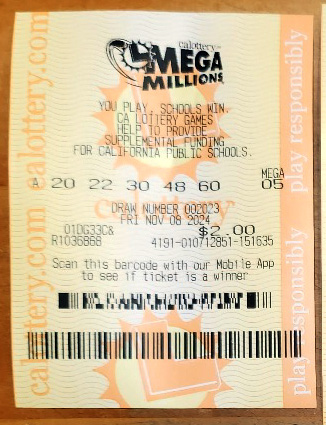 calottery
MEGA
MILLIONS
YOU PLAY. SCHOOLS WIN.
CA LOTTERY GAMES
HELP TO PROVIDE
SUPPLEMENTAL FUNDING
FOR CALIFORNIA PUBLIC SCHOOLS.
MEGA
A 20 22 30 48 60 05
DRAW NUMBER 002023
FRI NOV 08 2024
01DG33C8 $2.00
R1036868 4191-010712851-151635
Scan this barcode with our Mobile App
to see if ticket is a winner
calottery.com calottery.com
play responsibly play responsibly